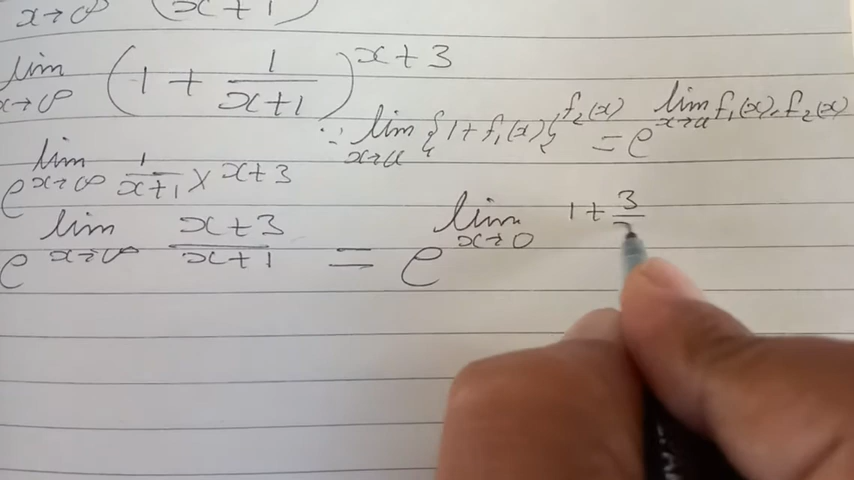 x→∞ (x+1)
lim x→∞ (1 + 1/(x+1))^(x+3)
∵ lim x→a {1+f₁(x)}^(f₂(x)) = e^(lim x→a f₁(x).f₂(x))
e^(lim x→∞ 1/(x+1) × x+3)
e^(lim x→∞ (x+3)/(x+1)) = e^(lim x→0 1 + 3/